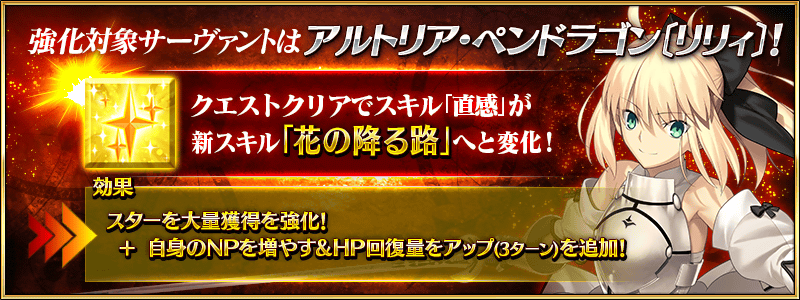 強化対象サーヴァントはアルトリア・ペンドラゴン〔リリィ〕!
クエストクリアでスキル「直感」が
新スキル「花の降る路」へと変化!
効果
スターを大量獲得を強化!
+ 自身のNPを増やす&HP回復量をアップ(3ターン)を追加!